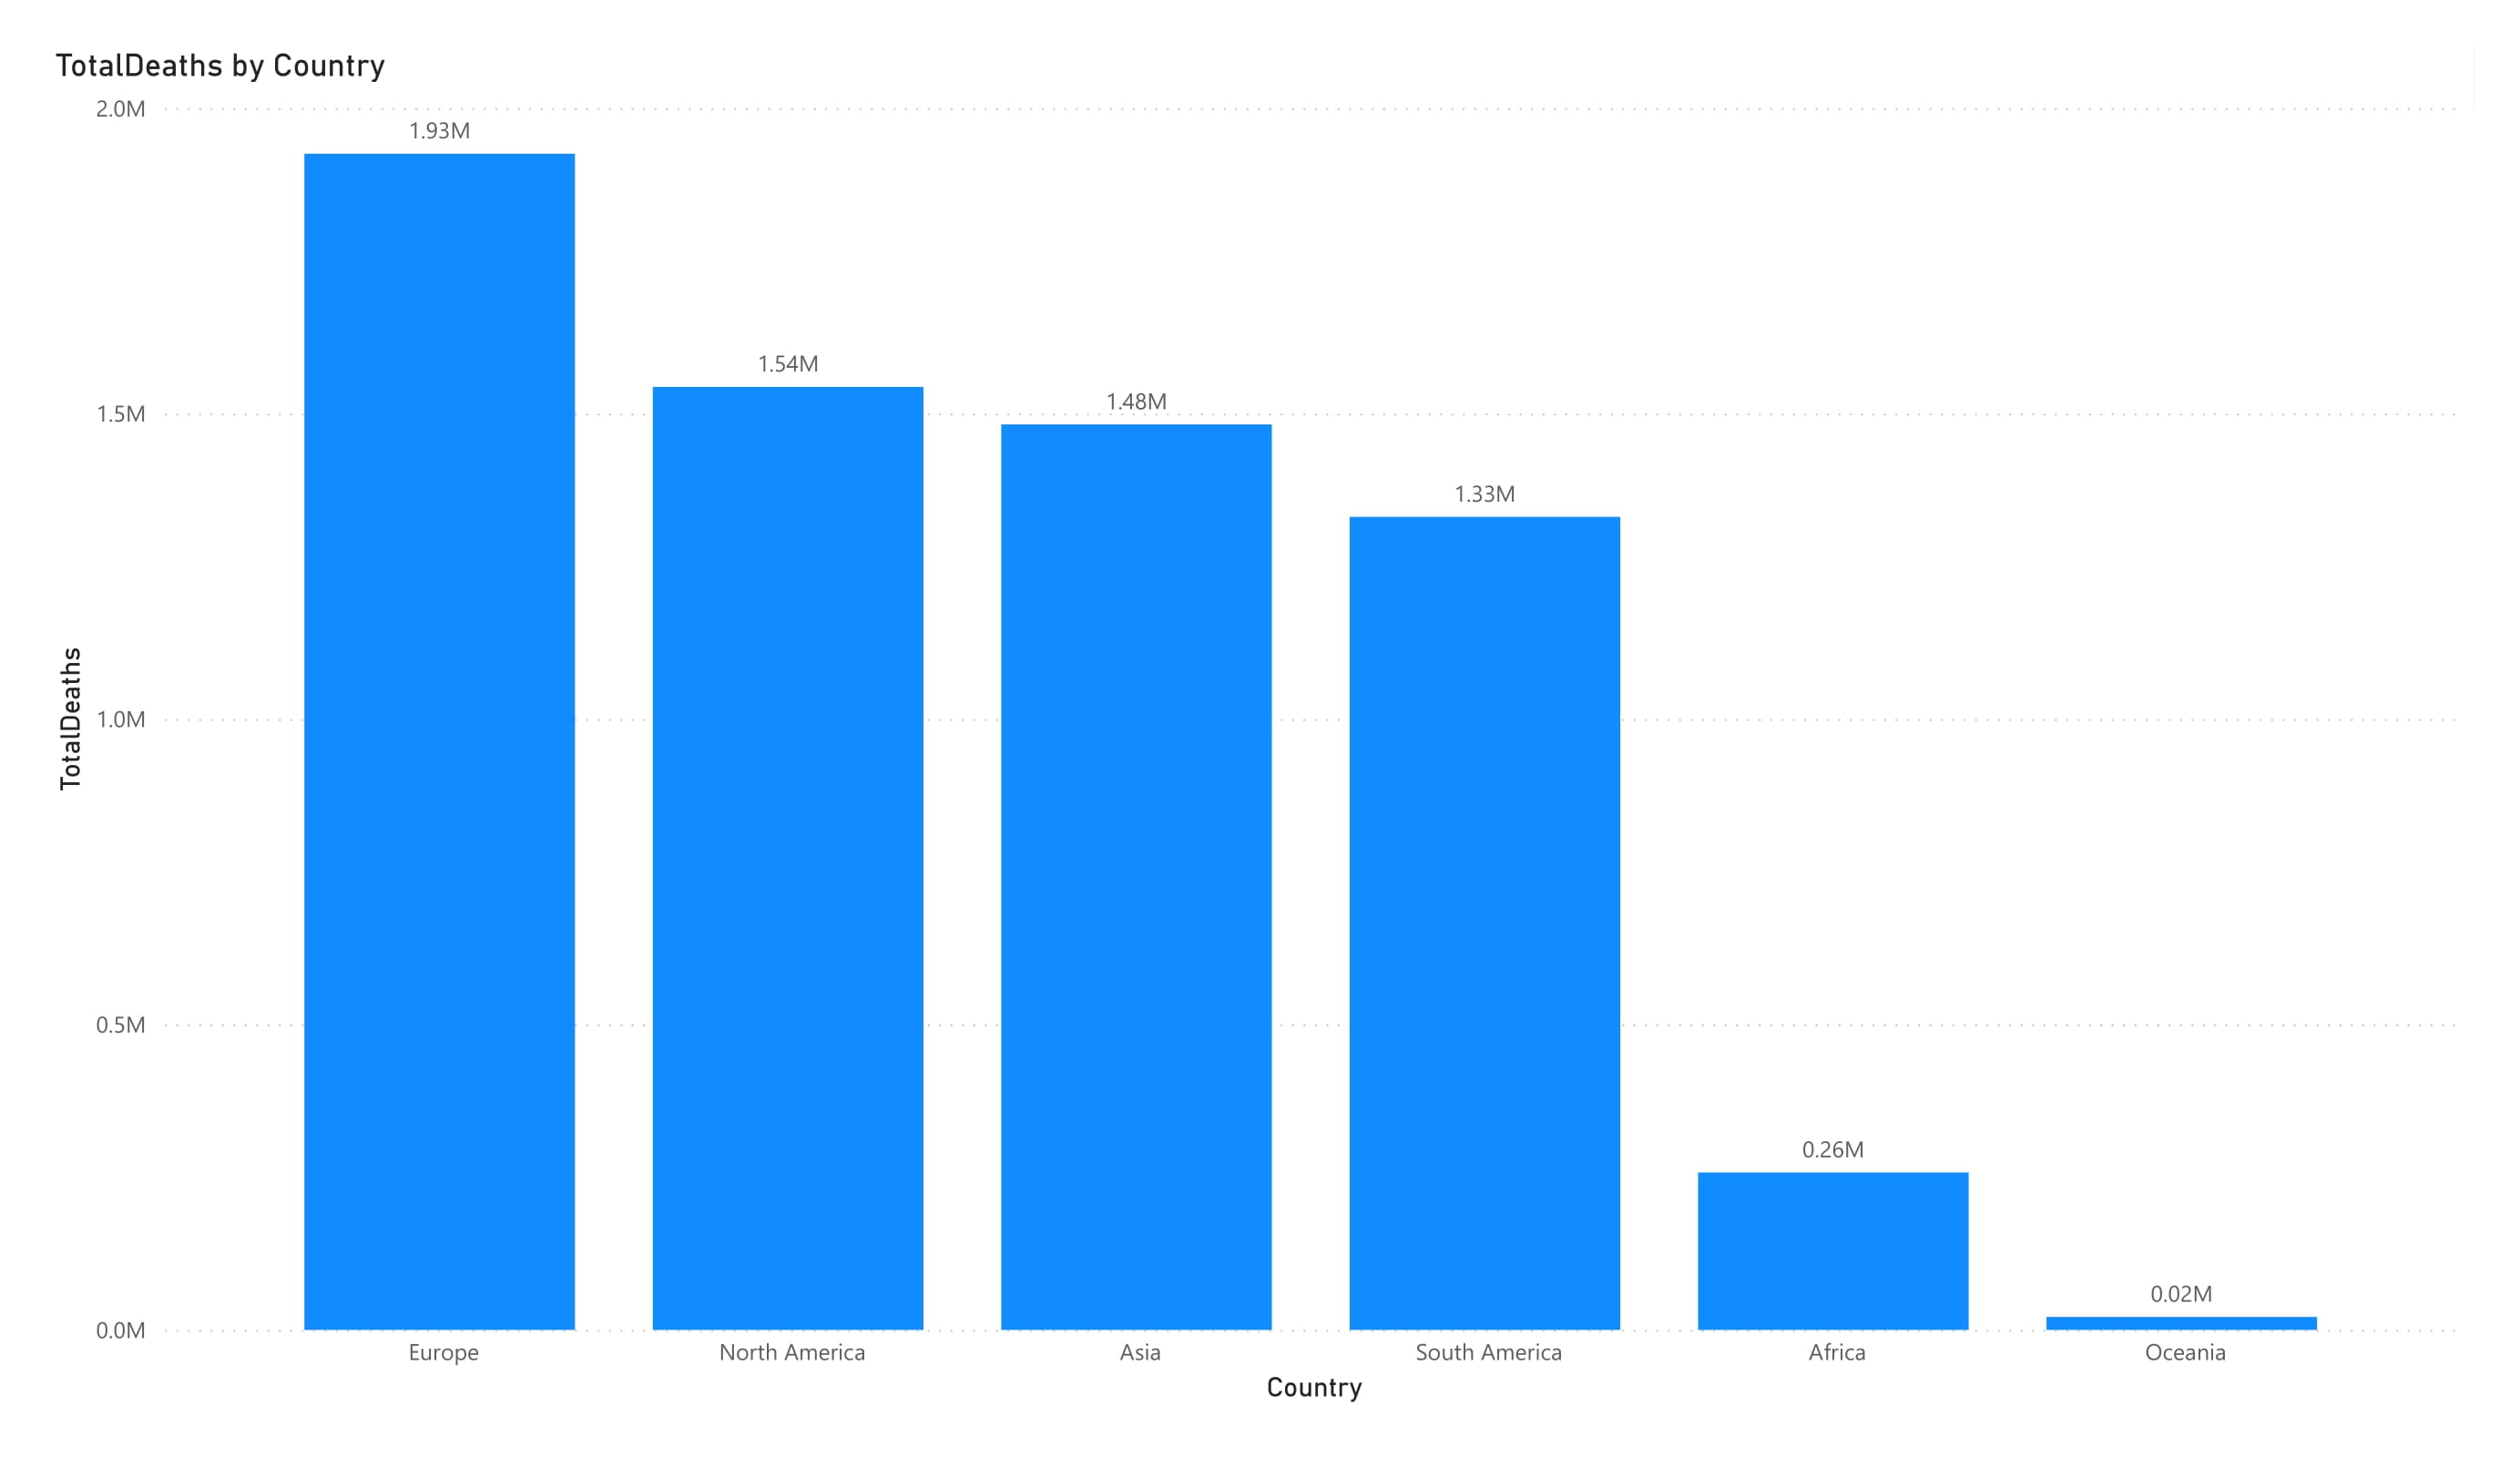 TotalDeaths by Country
2.0M
1.5M
1.0M
0.5M
0.0M
TotalDeaths
1.93M
1.54M
1.48M
1.33M
0.26M
0.02M
Europe
North America
Asia
South America
Africa
Oceania
Country